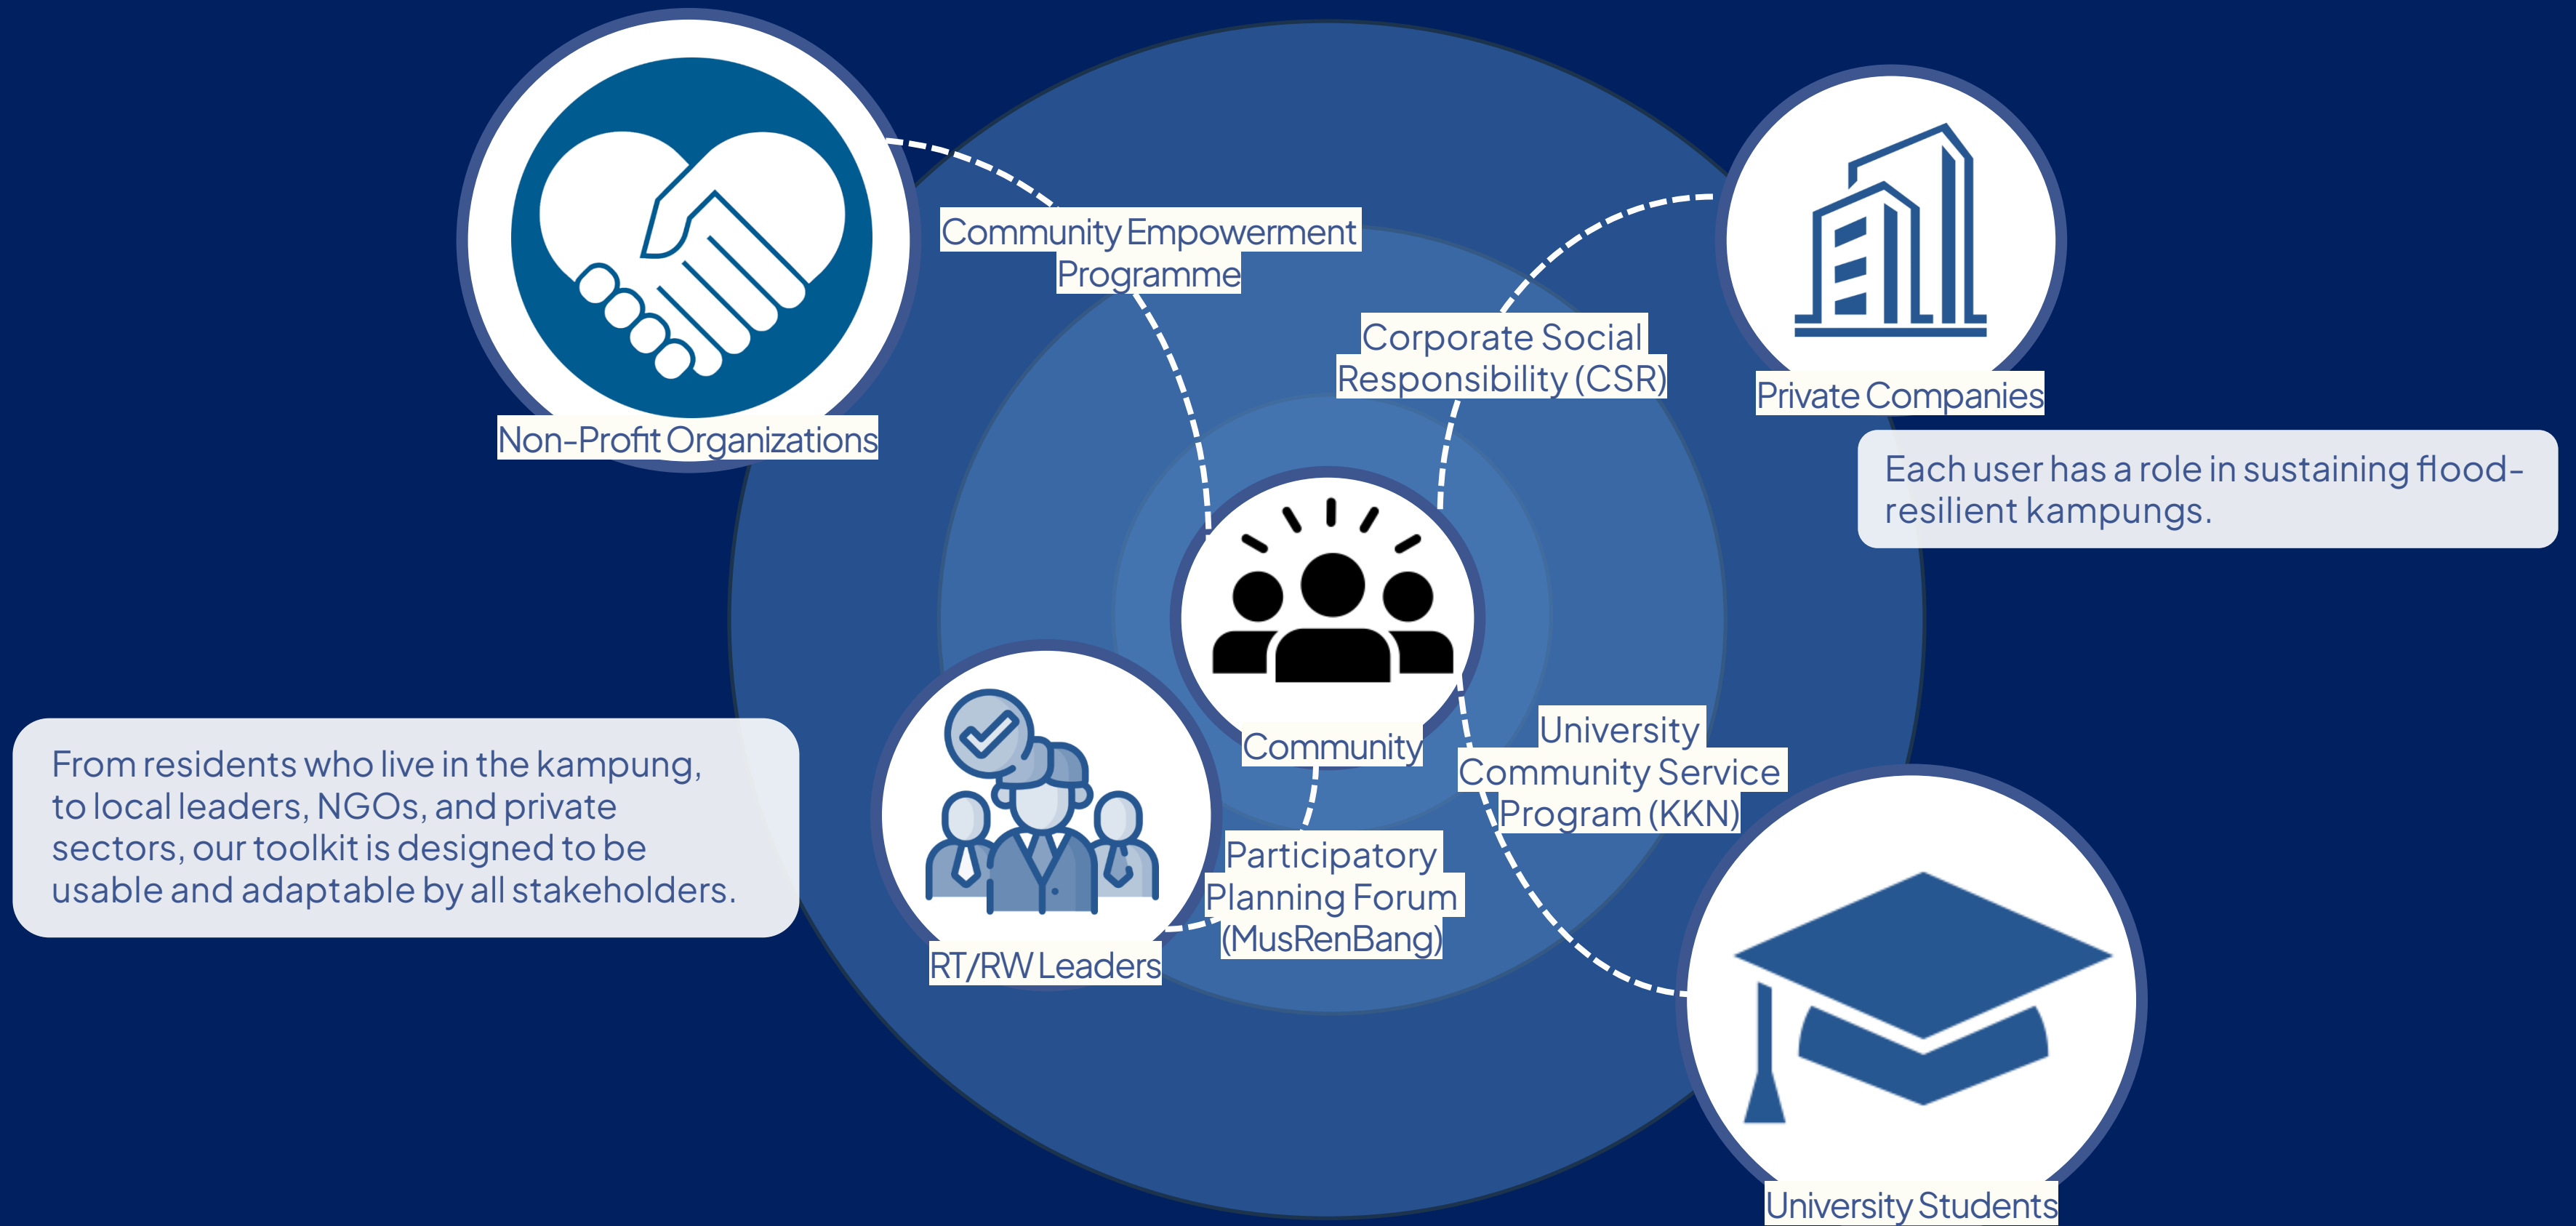 Community Empowerment
Programme
Non-Profit Organizations
Corporate Social
Responsibility (CSR)
Private Companies
Each user has a role in sustaining flood-
resilient kampungs.
From residents who live in the kampung,
to local leaders, NGOs, and private
sectors, our toolkit is designed to be
usable and adaptable by all stakeholders.
Community
University
Community Service
Program (KKN)
Participatory
Planning Forum
(MusRenBang)
RT/RW Leaders
University Students